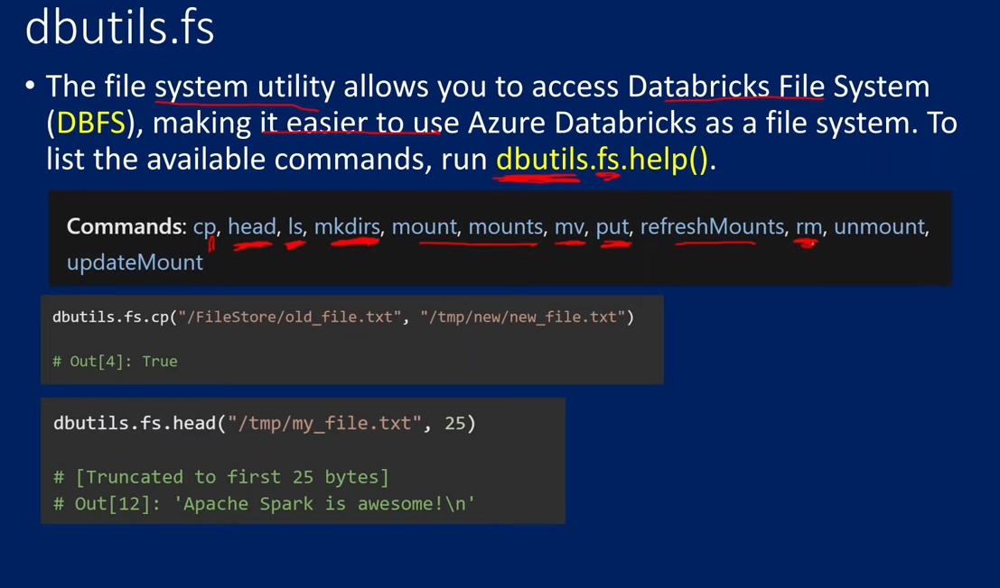 dbutils.fs
• The file system utility allows you to access Databricks File System
(DBFS), making it easier to use Azure Databricks as a file system. To
list the available commands, run dbutils.fs.help().
Commands: cp, head, ls, mkdirs, mount, mounts, mv, put, refreshMounts, rm, unmount,
updateMount
dbutils.fs.cp("/FileStore/old_file.txt", "/tmp/new/new_file.txt")
# Out[4]: True
dbutils.fs.head("/tmp/my_file.txt", 25)
# [Truncated to first 25 bytes]
# Out[12]: 'Apache Spark is awesome!\n'